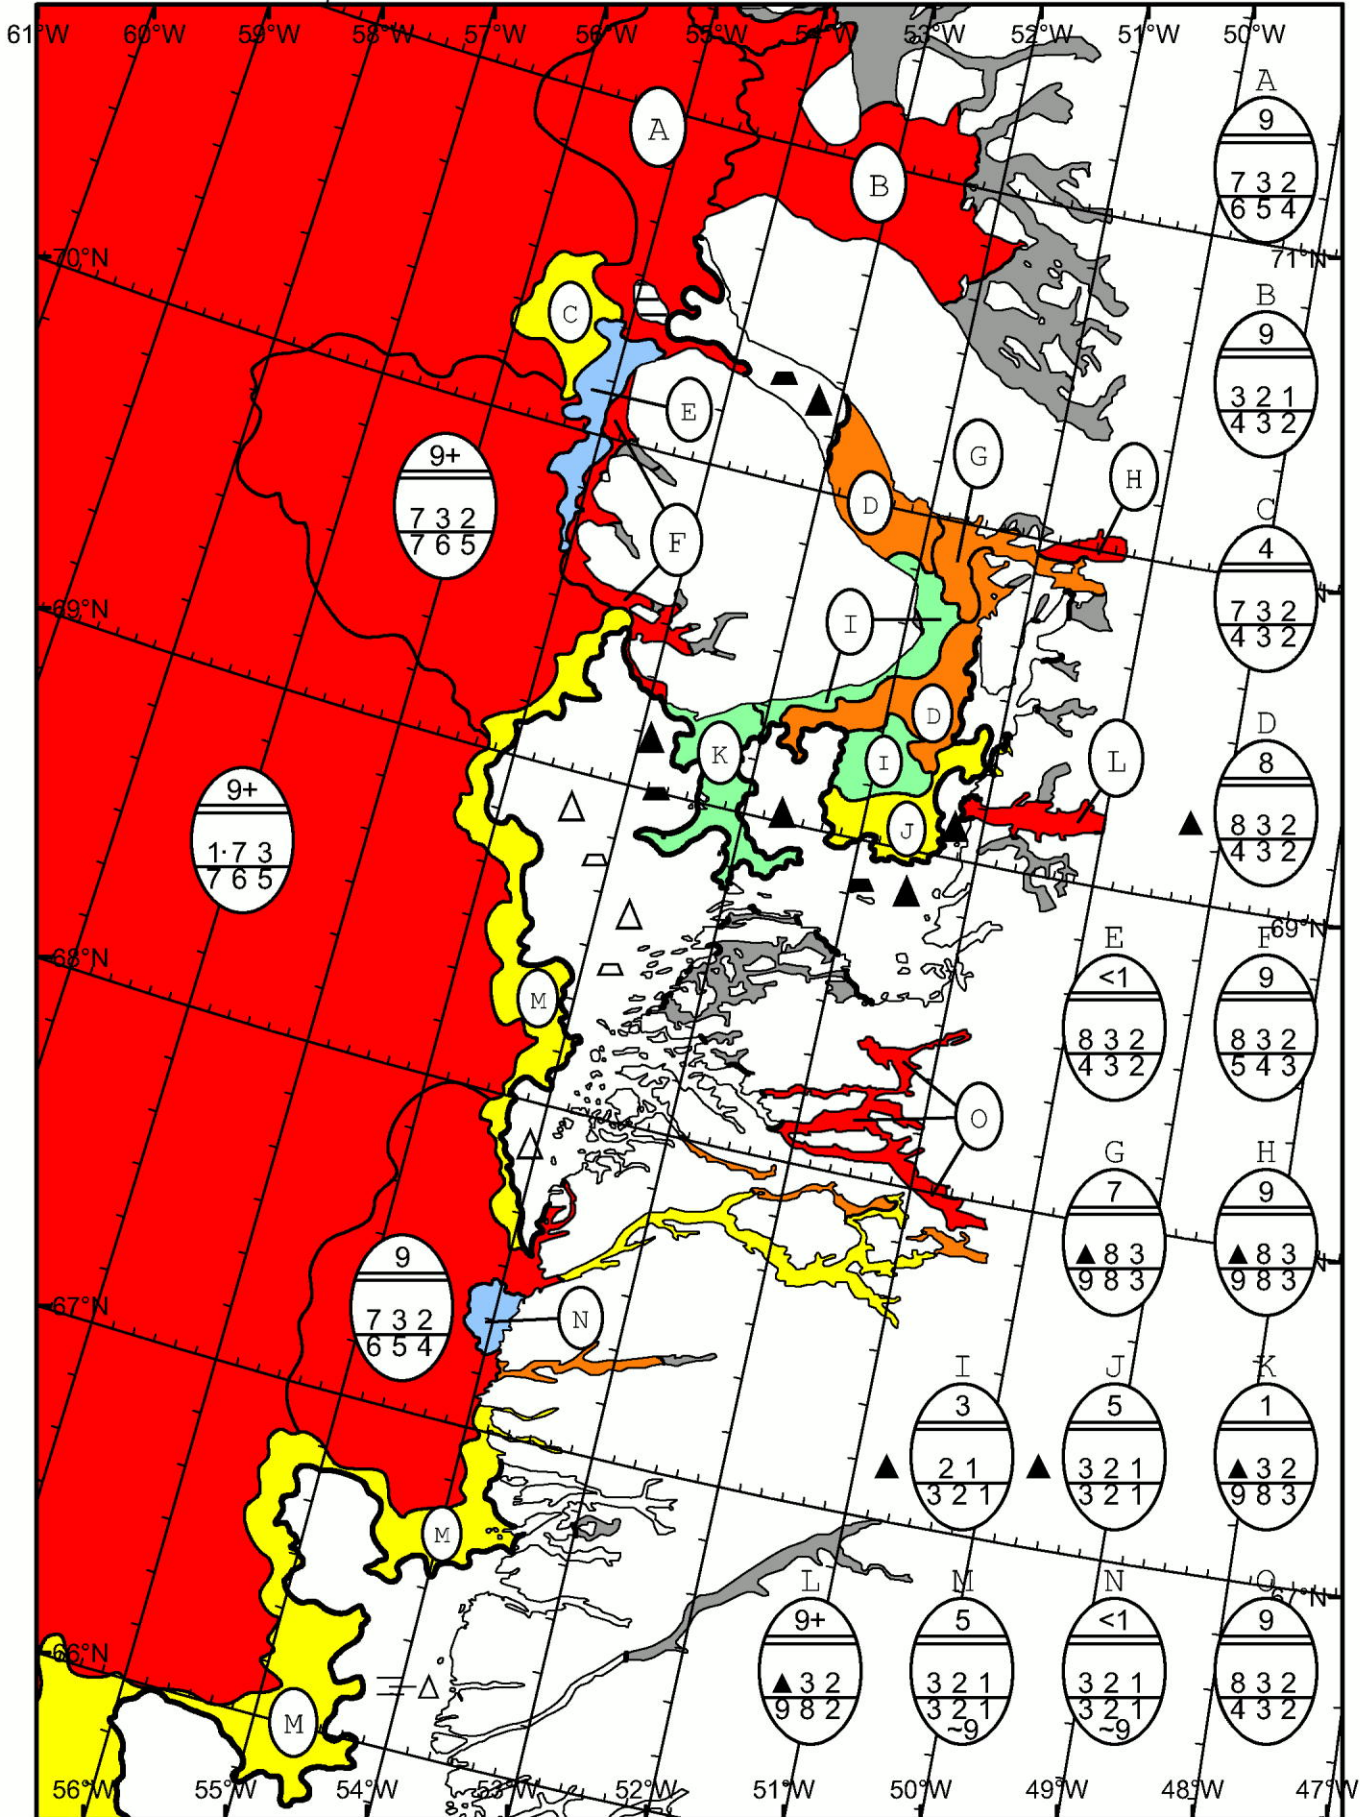 61°W 60°W 59°W 58°W 57°W 56°W 55°W 54°W 53°W 52°W 51°W 50°W
A
9
7 3 2
6 5 4
A
B
70°N
71°N
B
9
3 2 1
4 3 2
C
E
9+
7 3 2
7 6 5
G
H
D
F
C
4
7 3 2
4 3 2
69°N
I
D
K
I
L
J
D
8
8 3 2
4 3 2
9+
1·7 3
7 6 5
69°N
68°N
M
E
<1
8 3 2
4 3 2
F
9
8 3 2
5 4 3
O
G
7
▲ 8 3
9 8 3
H
9
▲ 8 3
9 8 3
9
7 3 2
6 5 4
67°N
N
I
3
2 1
3 2 1
J
5
3 2 1
3 2 1
K
1
▲ 3 2
9 8 3
M
L
9+
▲ 3 2
9 8 2
M
5
3 2 1
3 2 1
~9
N
<1
3 2 1
3 2 1
~9
O
9
8 3 2
4 3 2
67°N
66°N
M
56°W 55°W 54°W 53°W 52°W 51°W 50°W 49°W 48°W 47°W